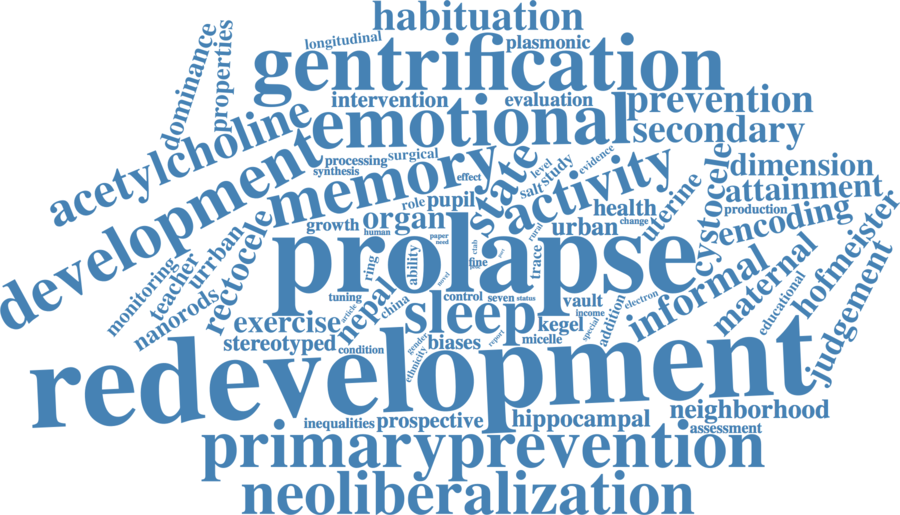 habituation
longitudinal
plasmonic
gentrification
dominance
properties
intervention
evaluation
prevention
emotional
secondary
acetylcholine
development
processing
surgical
synthesis
memory
effect
state
level
study
salt
evidence
activity
uterine
cystocele
dimension
attainment
production
encoding
role
pupil
organ
growth
human
health
change
urban
rural
prolapse
paper
need
ctab
fine
trace
ability
ring
novel
monitoring
teacher
urrban
rectocele
nanorods
tuning
article
nepal
china
control
seven
status
vault
income
sleep
kegel
special
addition
electron
informal
maternal
educational
hofmeister
judgement
exercise
stereotyped
condition
gender
ethnicity
biases
report
micelle
redevelopment
inequalities
prospective
hippocampal
neighborhood
assessment
primaryprevention
neoliberalization